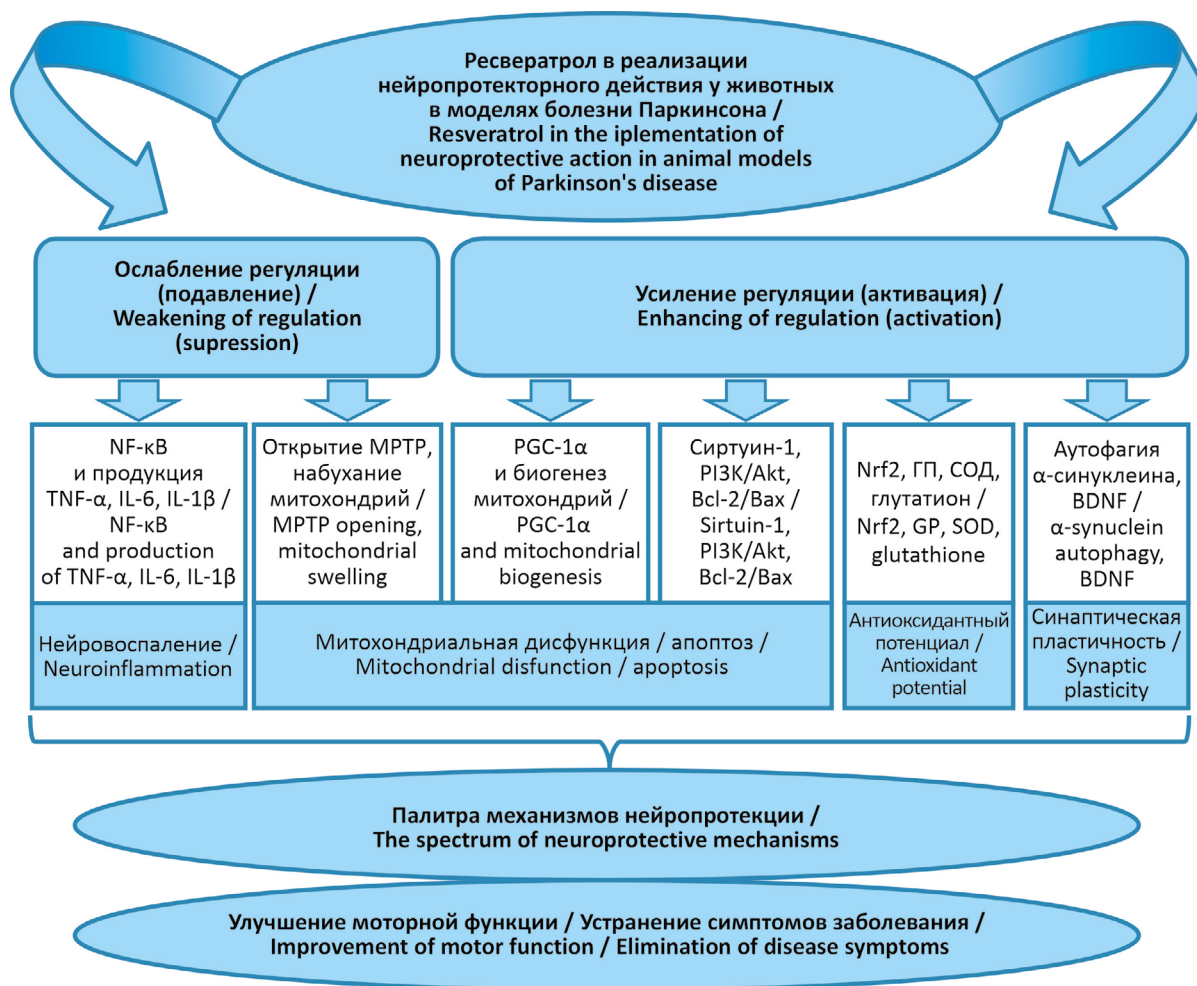 Ресвератрол в реализации
нейропротекторного действия у животных
в моделях болезни Паркинсона /
Resveratrol in the iplementation of
neuroprotective action in animal models
of Parkinson's disease
Ослабление регуляции
(подавление) /
Weakening of regulation
(supression)
Усиление регуляции (активация) /
Enhancing of regulation (activation)
NF-κB
и продукция
TNF-α, IL-6, IL-1β /
NF-κB
and production
of TNF-α, IL-6, IL-1β
Открытие MPTP,
набухание
митохондрий /
MPTP opening,
mitochondrial
swelling
PGC-1α
и биогенез
митохрий /
PGC-1α
and mitochondrial
biogenesis
Сиртуин-1,
PI3K/Akt,
Bcl-2/Bax /
Sirtuin-1,
PI3K/Akt,
Bcl-2/Bax
Nrf2, ГП, СОД,
глутатион /
Nrf2, GP, SOD,
glutathione
Аутофагия
α-синуклеина,
BDNF /
α-synuclein
autophagy,
BDNF
Нейровоспаление /
Neuroinflammation
Митохондриальная дисфункция / апоптоз /
Mitochondrial disfunction / apoptosis
Антиоксидантный
потенциал /
Antioxidant
potential
Синаптическая
пластичность /
Synaptic
plasticity
Палитра механизмов нейропротекции /
The spectrum of neuroprotective mechanisms
Улучшение моторной функции / Устранение симптомов заболевания /
Improvement of motor function / Elimination of disease symptoms